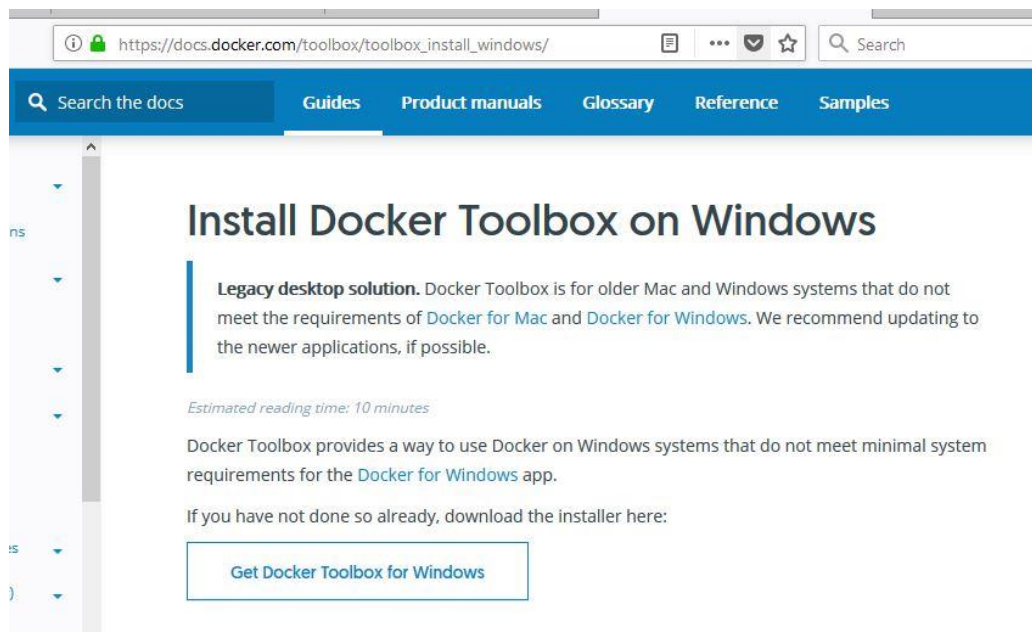 https://docs.docker.com/toolbox/toolbox_install_windows/
Search
Search the docs
Guides
Product manuals
Glossary
Reference
Samples
ns
Install Docker Toolbox on Windows
Legacy desktop solution. Docker Toolbox is for older Mac and Windows systems that do not
meet the requirements of Docker for Mac and Docker for Windows. We recommend updating to
the newer applications, if possible.
Estimated reading time: 10 minutes
Docker Toolbox provides a way to use Docker on Windows systems that do not meet minimal system
requirements for the Docker for Windows app.
If you have not done so already, download the installer here:
es
Get Docker Toolbox for Windows
)